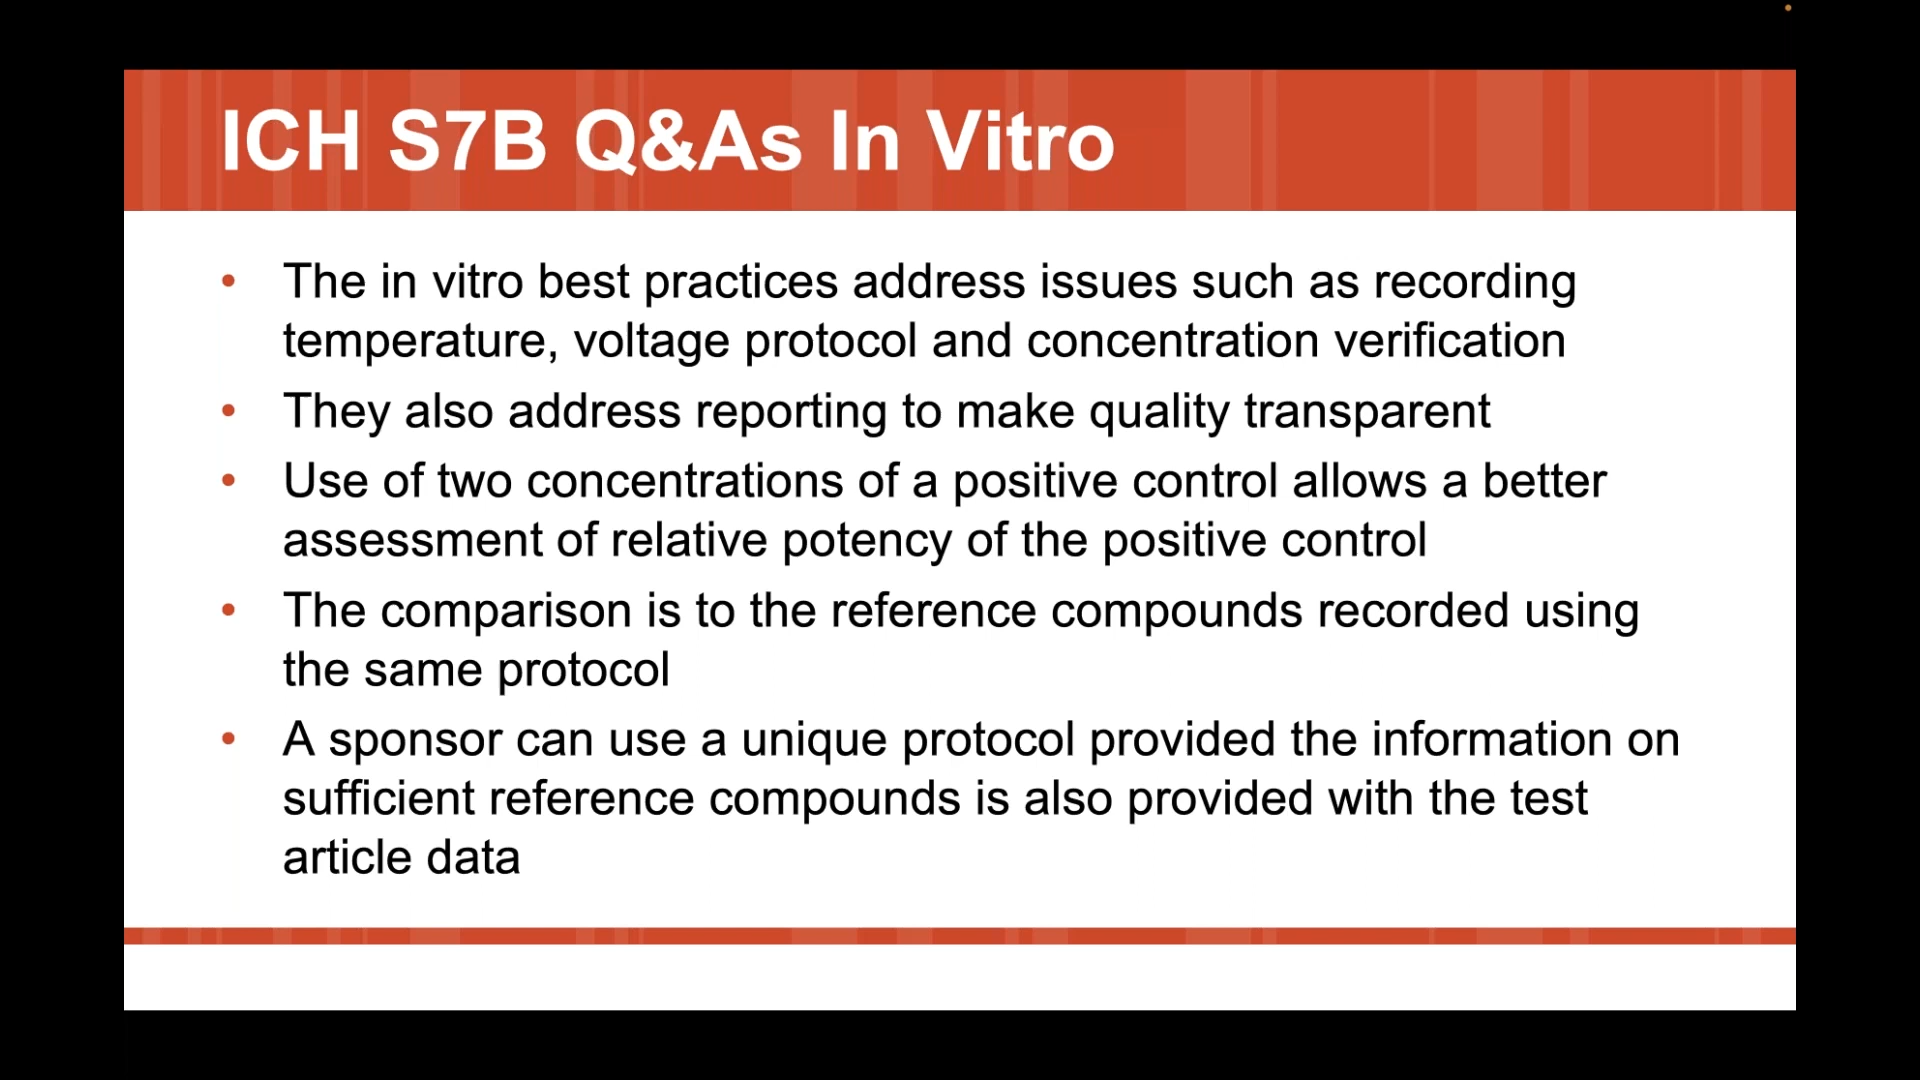 ICH S7B Q&As In Vitro
• The in vitro best practices address issues such as recording
temperature, voltage protocol and concentration verification
• They also address reporting to make quality transparent
• Use of two concentrations of a positive control allows a better
assessment of relative potency of the positive control
• The comparison is to the reference compounds recorded using
the same protocol
• A sponsor can use a unique protocol provided the information on
sufficient reference compounds is also provided with the test
article data